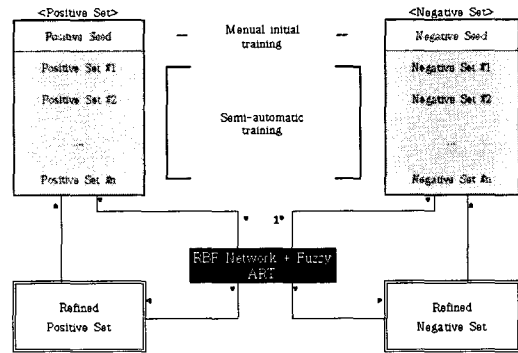 <Positive Set>
<Negative Set>
Positive Seed
Manual initial
training
Negative Seed
Positive Set #1
Negative Set #1
Positive Set #2
Negative Set #2
Semi-automatic
training
...
...
Positive Set #n
Negative Set #n
1
RBF Network + Fuzzy
ART
Refined
Positive Set
Refined
Negative Set